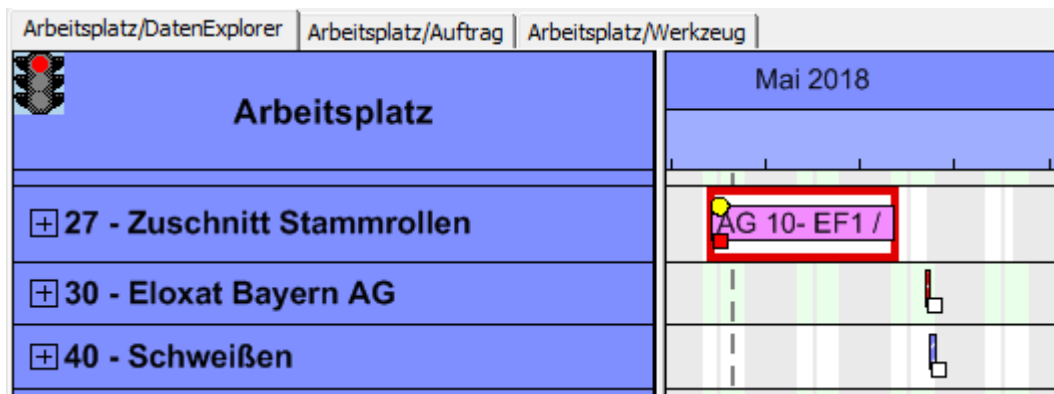 Arbeitsplatz/DatenExplorer Arbeitsplatz/Auftrag Arbeitsplatz/Werkzeug
Arbeitsplatz
Mai 2018
27 - Zuschnitt Stammrollen
AG 10- EF1 /
30 - Eloxat Bayern AG
40 - Schweißen